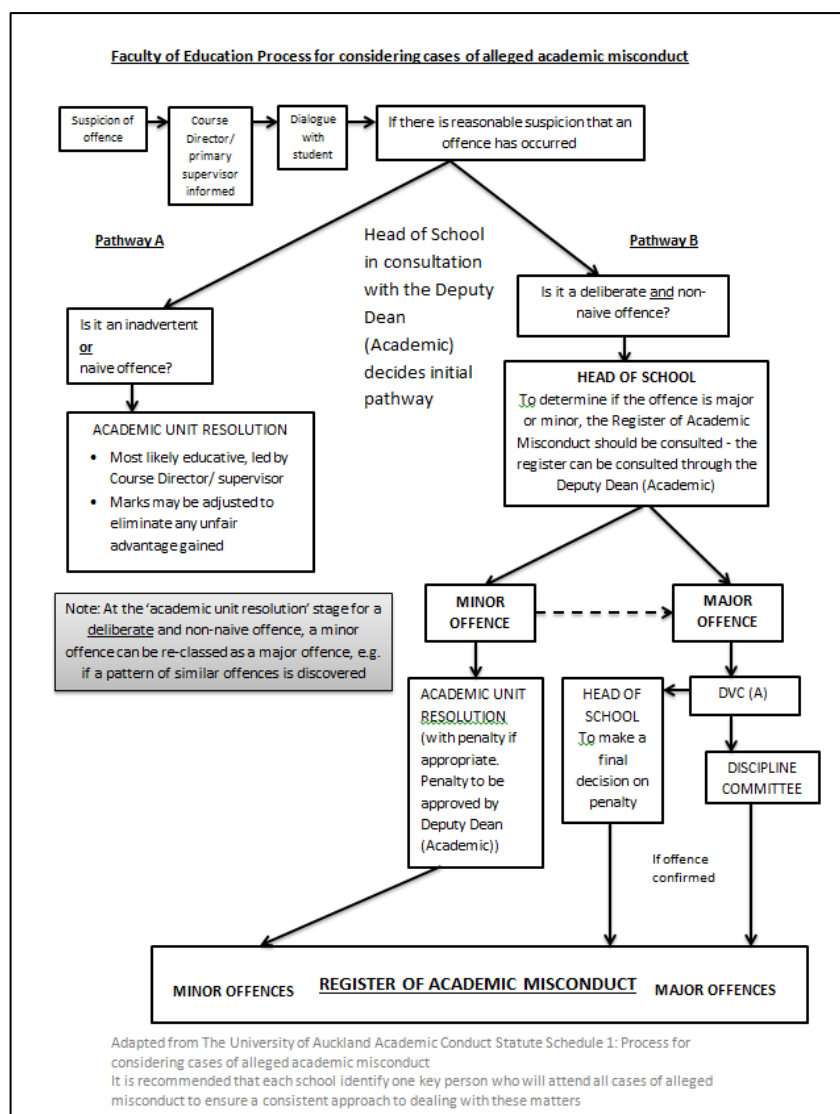 Faculty of Education Process for considering cases of alleged academic misconduct
Suspicion of
offence
Course
Director/
primary
supervisor
informed
Dialogue
with
student
If there is reasonable suspicion that an
offence has occurred
Pathway A
Head of School
in consultation
with the Deputy
Dean
(Academic)
decides initial
pathway
Pathway B
Is it an inadvertent
or
naive offence?
Is it a deliberate and non-
naive offence?
ACADEMIC UNIT RESOLUTION
• Most likely educative, led by
Course Director/ supervisor
• Marks may be adjusted to
eliminate any unfair
advantage gained
HEAD OF SCHOOL
To determine if the offence is major
or minor, the Register of Academic
Misconduct should be consulted - the
register can be consulted through the
Deputy Dean (Academic)
Note: At the ‘academic unit resolution’ stage for a
deliberate and non-naive offence, a minor
offence can be re-classed as a major offence, e.g.
if a pattern of similar offences is discovered
MINOR
OFFENCE
MAJOR
OFFENCE
ACADEMIC UNIT
RESOLUTION
(with penalty if
appropriate.
Penalty to be
approved by
Deputy Dean
(Academic))
HEAD OF
SCHOOL
To make a
final
decision on
penalty
DVC (A)
DISCIPLINE
COMMITTEE
If offence
confirmed
MINOR OFFENCES
REGISTER OF ACADEMIC MISCONDUCT
MAJOR OFFENCES
Adapted from The University of Auckland Academic Conduct Statute Schedule 1: Process for
considering cases of alleged academic misconduct
It is recommended that each school identify one key person who will attend all cases of alleged
misconduct to ensure a consistent approach to dealing with these matters